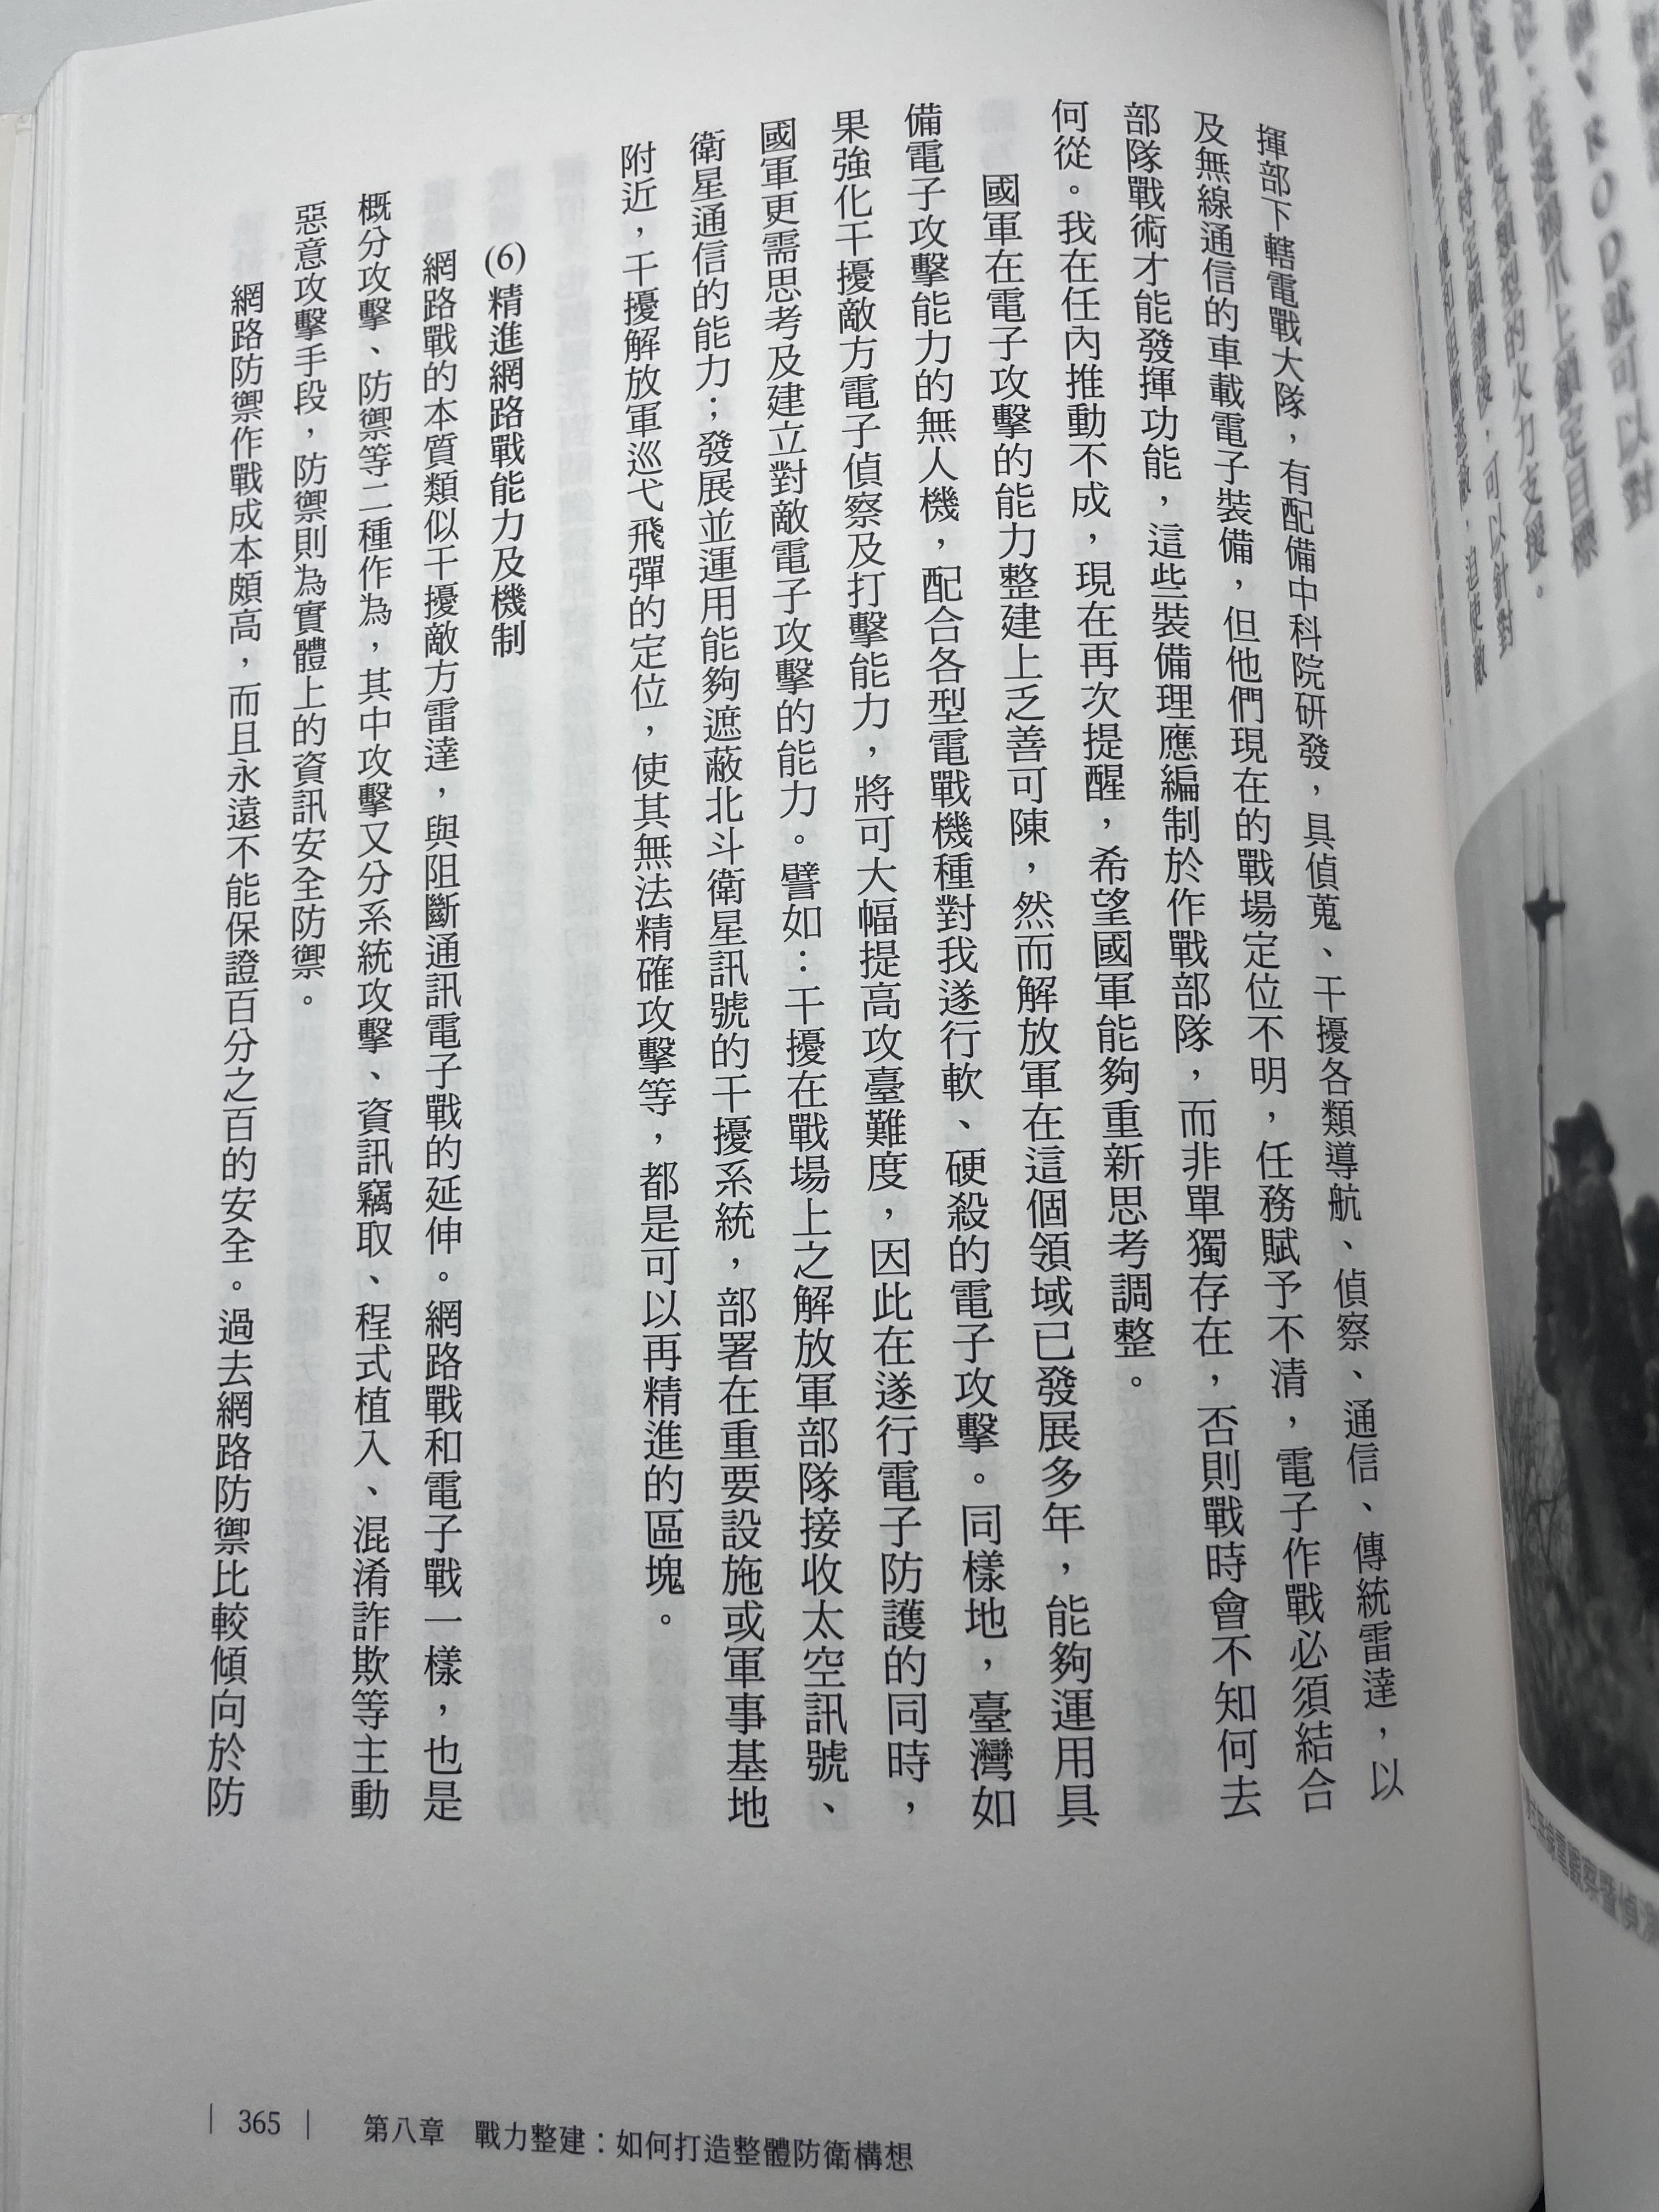 揮部下轄電戰大隊，有配備中科院研發，具偵蒐、干擾各類導航、偵察、通信、傳統雷達，以
及無線通信的車載電子裝備，但他們現在的戰場定位不明，任務賦予不清，電子作戰必須結合
部隊戰術才能發揮功能，這些裝備理應編制於作戰部隊，而非單獨存在，否則戰時會不知何去
何從。我在任內推動不成，現在再次提醒，希望國軍能夠重新思考調整。
國軍在電子攻擊的能力整建上乏善可陳，然而解放軍在這個領域已發展多年，能夠運用具
備電子攻擊能力的無人機，配合各型電戰機種對我遂行軟、硬殺的電子攻擊。同樣地，臺灣如
果強化干擾敵方電子偵察及打擊能力，將可大幅提高攻臺難度，因此在遂行電子防護的同時，
國軍更需思考及建立對敵電子攻擊的能力。譬如：干擾在戰場上之解放軍部隊接收太空訊號、
衛星通信的能力；發展並運用能夠遮蔽北斗衛星訊號的干擾系統，部署在重要設施或軍事基地
附近，干擾解放軍巡弋飛彈的定位，使其無法精確攻擊等，都是可以再精進的區塊。
(6)精進網路戰能力及機制
網路戰的本質類似干擾敵方雷達，與阻斷通訊電子戰的延伸。網路戰和電子戰一樣，也是
概分攻擊、防禦等二種作為，其中攻擊又分系統攻擊、資訊竊取、程式植入、混淆詐欺等主動
惡意攻擊手段，防禦則為實體上的資訊安全防禦。
網路防禦作戰成本頗高，而且永遠不能保證百分之百的安全。過去網路防禦比較傾向於防
| 365 | 第八章 戰力整建：如何打造整體防衛構想